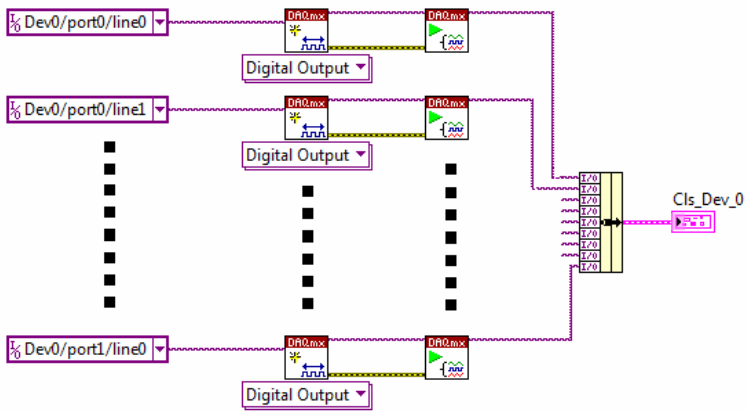 I/O Dev0/port0/line0
DAQmx
DAQmx
Digital Output
I/O Dev0/port0/line1
DAQmx
DAQmx
Digital Output
I/O
I/O
I/O
I/O
I/O
I/O
I/O
I/O
I/O
Cls_Dev_0
I/O Dev0/port1/line0
DAQmx
DAQmx
Digital Output